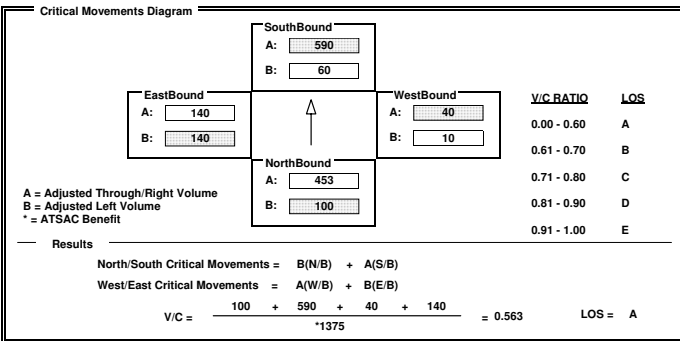 Critical Movements Diagram
SouthBound
A: 590
B: 60
EastBound
A: 140
B: 140
WestBound
A: 40
B: 10
NorthBound
A: 453
B: 100
V/C RATIO LOS
0.00 - 0.60 A
0.61 - 0.70 B
0.71 - 0.80 C
0.81 - 0.90 D
0.91 - 1.00 E
A = Adjusted Through/Right Volume
B = Adjusted Left Volume
* = ATSAC Benefit
Results
North/South Critical Movements = B(N/B) + A(S/B)
West/East Critical Movements = A(W/B) + B(E/B)
V/C = 100 + 590 + 40 + 140 = 0.563 LOS = A
*1375